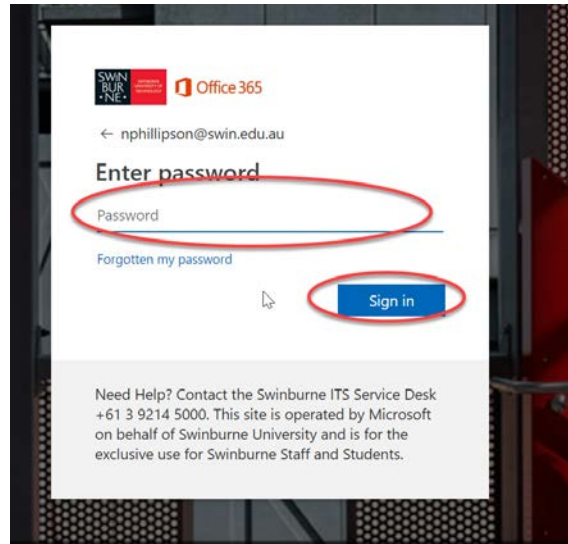 SWIN
BUR
•NE•
Office 365
← nphillipson@swin.edu.au
Enter password
Password
Forgotten my password
Sign in
Need Help? Contact the Swinburne ITS Service Desk
+61 3 9214 5000. This site is operated by Microsoft
on behalf of Swinburne University and is for the
exclusive use for Swinburne Staff and Students.